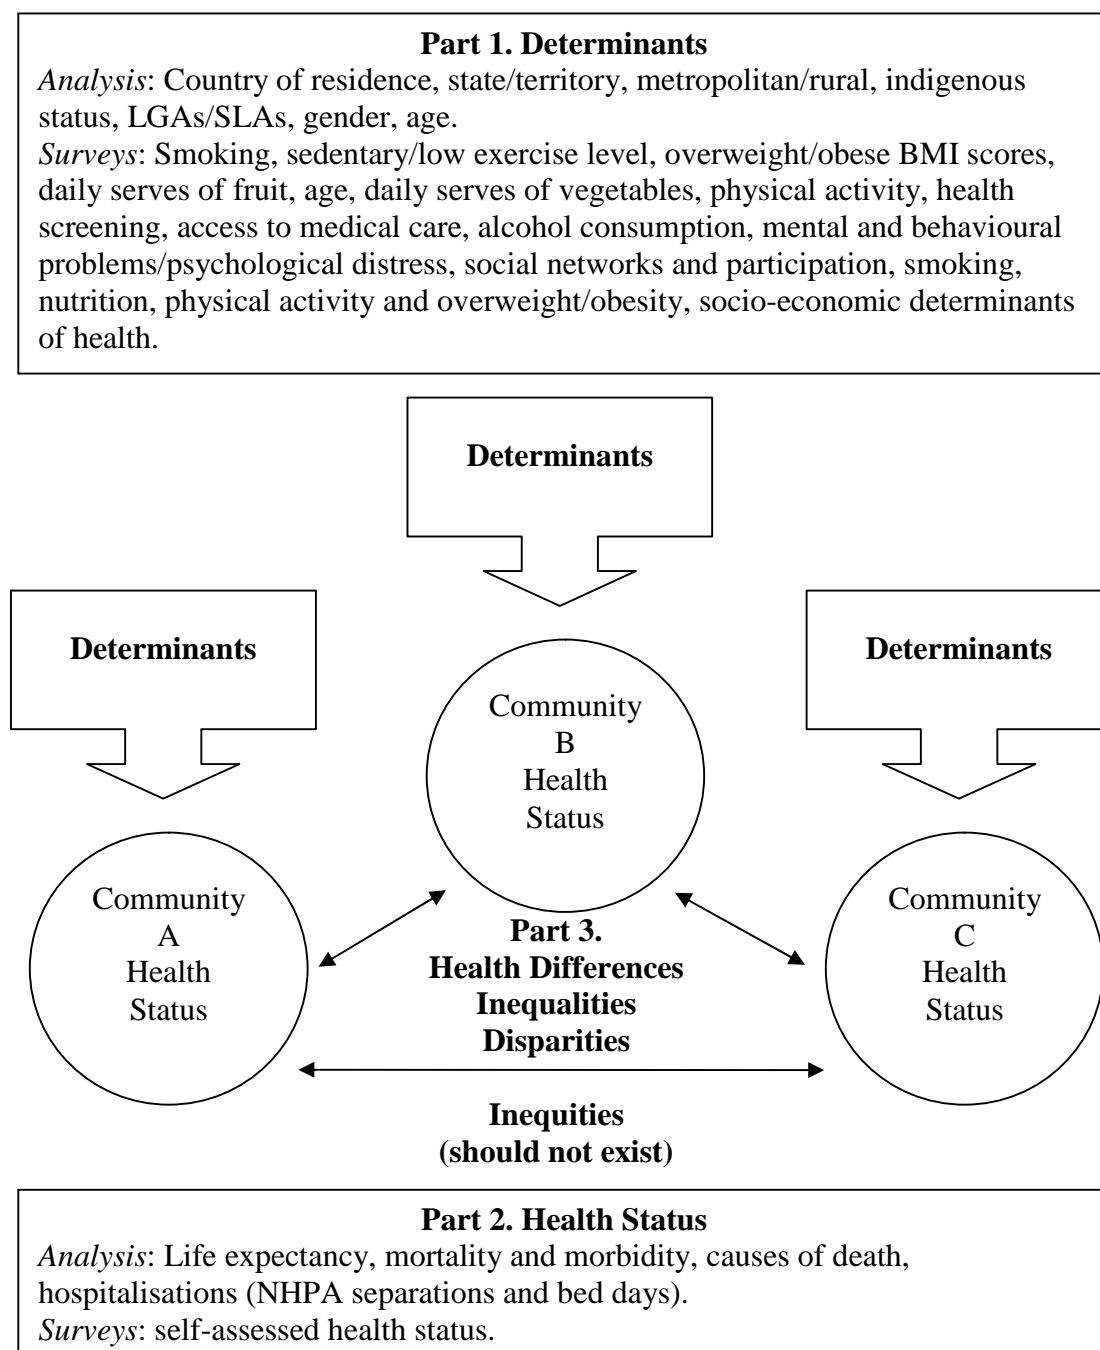 Part 1. Determinants
Analysis: Country of residence, state/territory, metropolitan/rural, indigenous
status, LGAs/SLAs, gender, age.
Surveys: Smoking, sedentary/low exercise level, overweight/obese BMI scores,
daily serves of fruit, age, daily serves of vegetables, physical activity, health
screening, access to medical care, alcohol consumption, mental and behavioural
problems/psychological distress, social networks and participation, smoking,
nutrition, physical activity and overweight/obesity, socio-economic determinants
of health.
Determinants
Determinants
Determinants
Community
B
Health
Status
Community
A
Health
Status
Community
C
Health
Status
Part 3.
Health Differences
Inequalities
Disparities
Inequities
(should not exist)
Part 2. Health Status
Analysis: Life expectancy, mortality and morbidity, causes of death,
hospitalisations (NHPA separations and bed days).
Surveys: self-assessed health status.